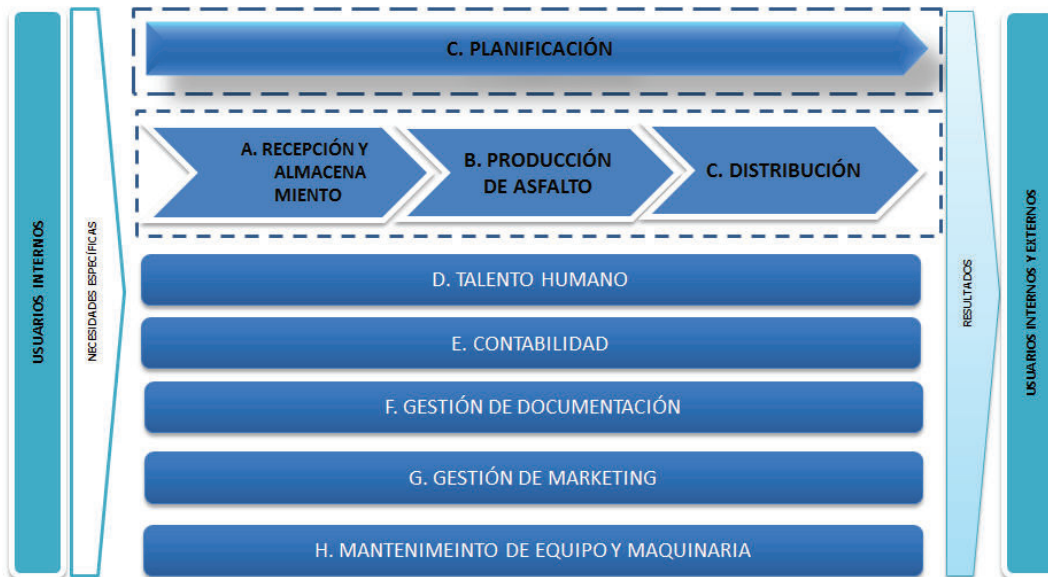 USUARIOS INTERNOS
NECESIDADES ESPECÍFICAS
C. PLANIFICACIÓN
A. RECEPCIÓN Y
ALMACENA
MIENTO
B. PRODUCCIÓN
DE ASFALTO
C. DISTRIBUCIÓN
D. TALENTO HUMANO
E. CONTABILIDAD
F. GESTIÓN DE DOCUMENTACIÓN
G. GESTIÓN DE MARKETING
H. MANTENIMEINTO DE EQUIPO Y MAQUINARIA
RESULTADOS
USUARIOS INTERNOS Y EXTERNOS